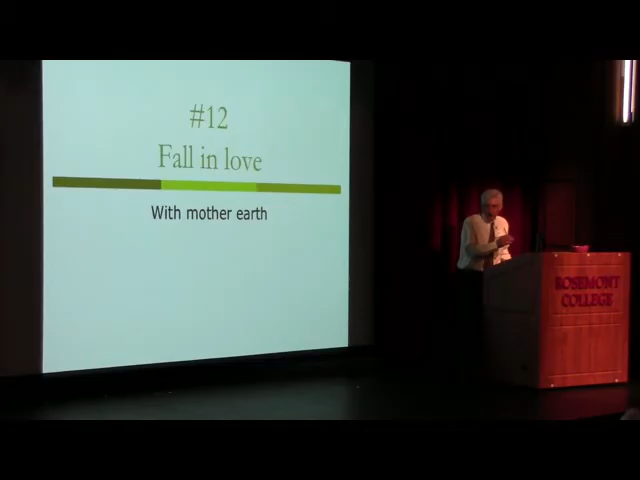 #12
Fall in love
With mother earth
ROSEMONT
COLLEGE